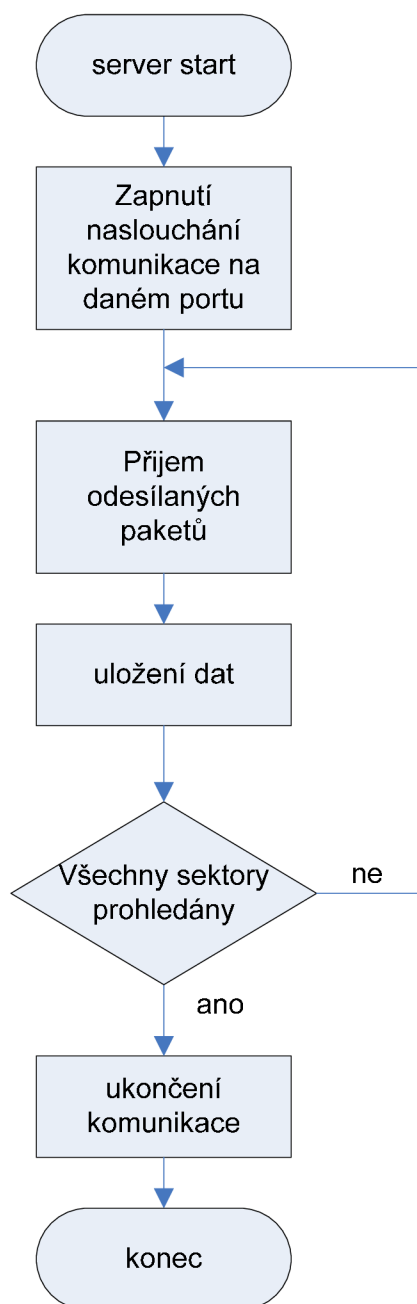 server start
Zapnutí
naslouchání
komunikace na
daném portu
Přijem
odesílaných
paketů
uložení dat
Všechny sektory
prohledány
ne
ano
ukončení
komunikace
konec